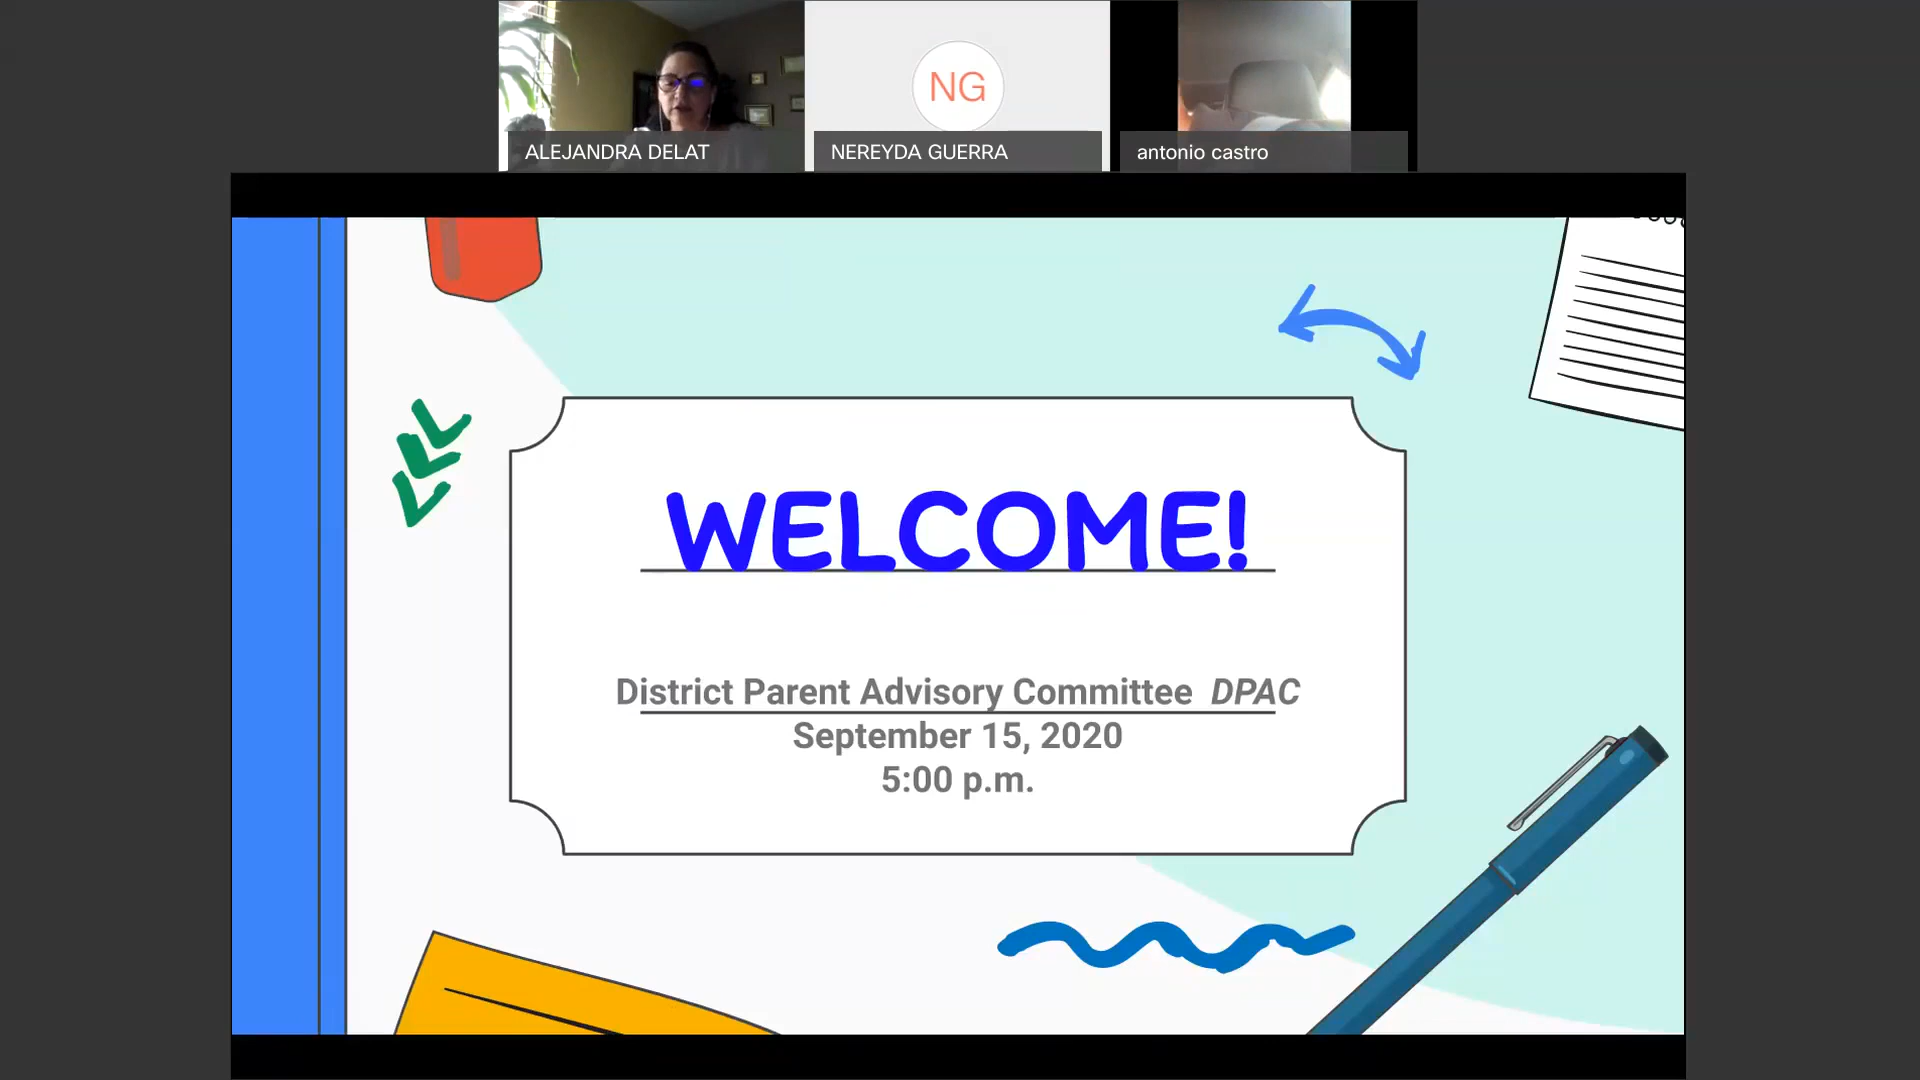 ALEJANDRA DELAT
NG
NEREYDA GUERRA
antonio castro
WELCOME!
District Parent Advisory Committee DPAC
September 15, 2020
5:00 p.m.